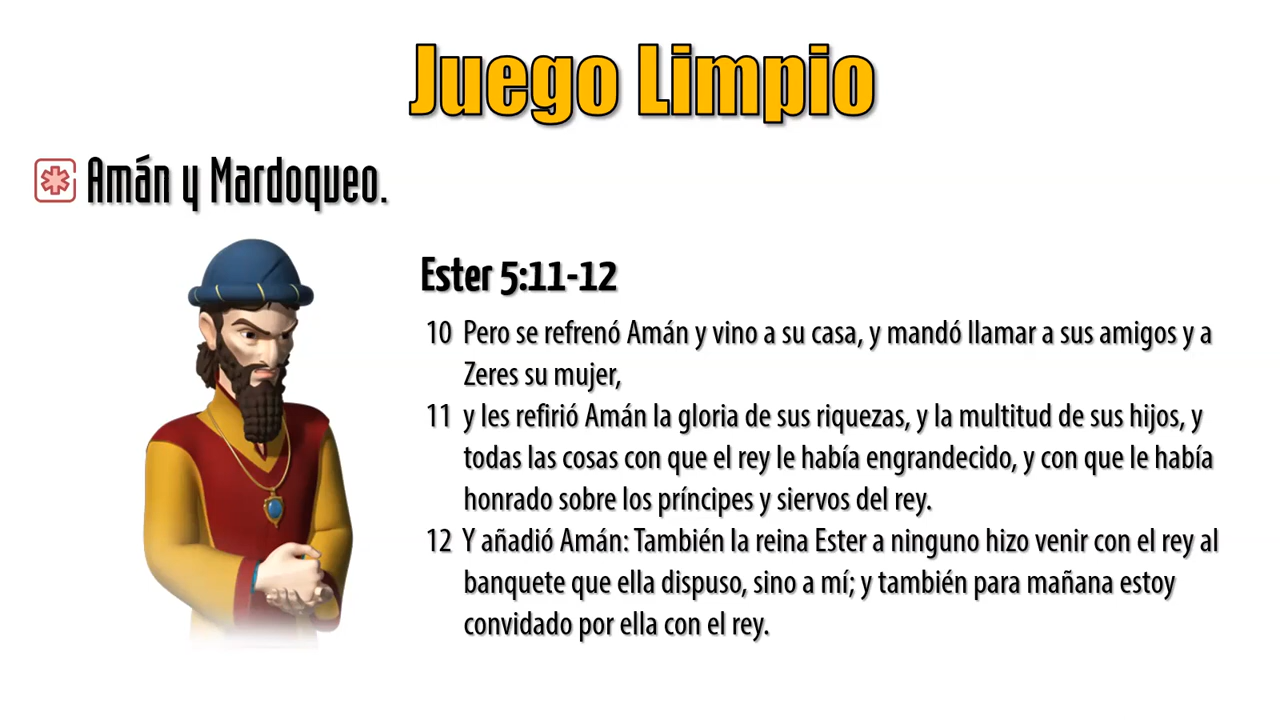 Juego Limpio
Amán y Mardoqueo.
Ester 5:11-12
10 Pero se refrenó Amán y vino a su casa, y mandó llamar a sus amigos y a
Zeres su mujer,
11 y les refirió Amán la gloria de sus riquezas, y la multitud de sus hijos, y
todas las cosas con que el rey le había engrandecido, y con que le había
honrado sobre los príncipes y siervos del rey.
12 Y añadió Amán: También la reina Ester a ninguno hizo venir con el rey al
banquete que ella dispuso, sino a mí; y también para mañana estoy
convidado por ella con el rey.